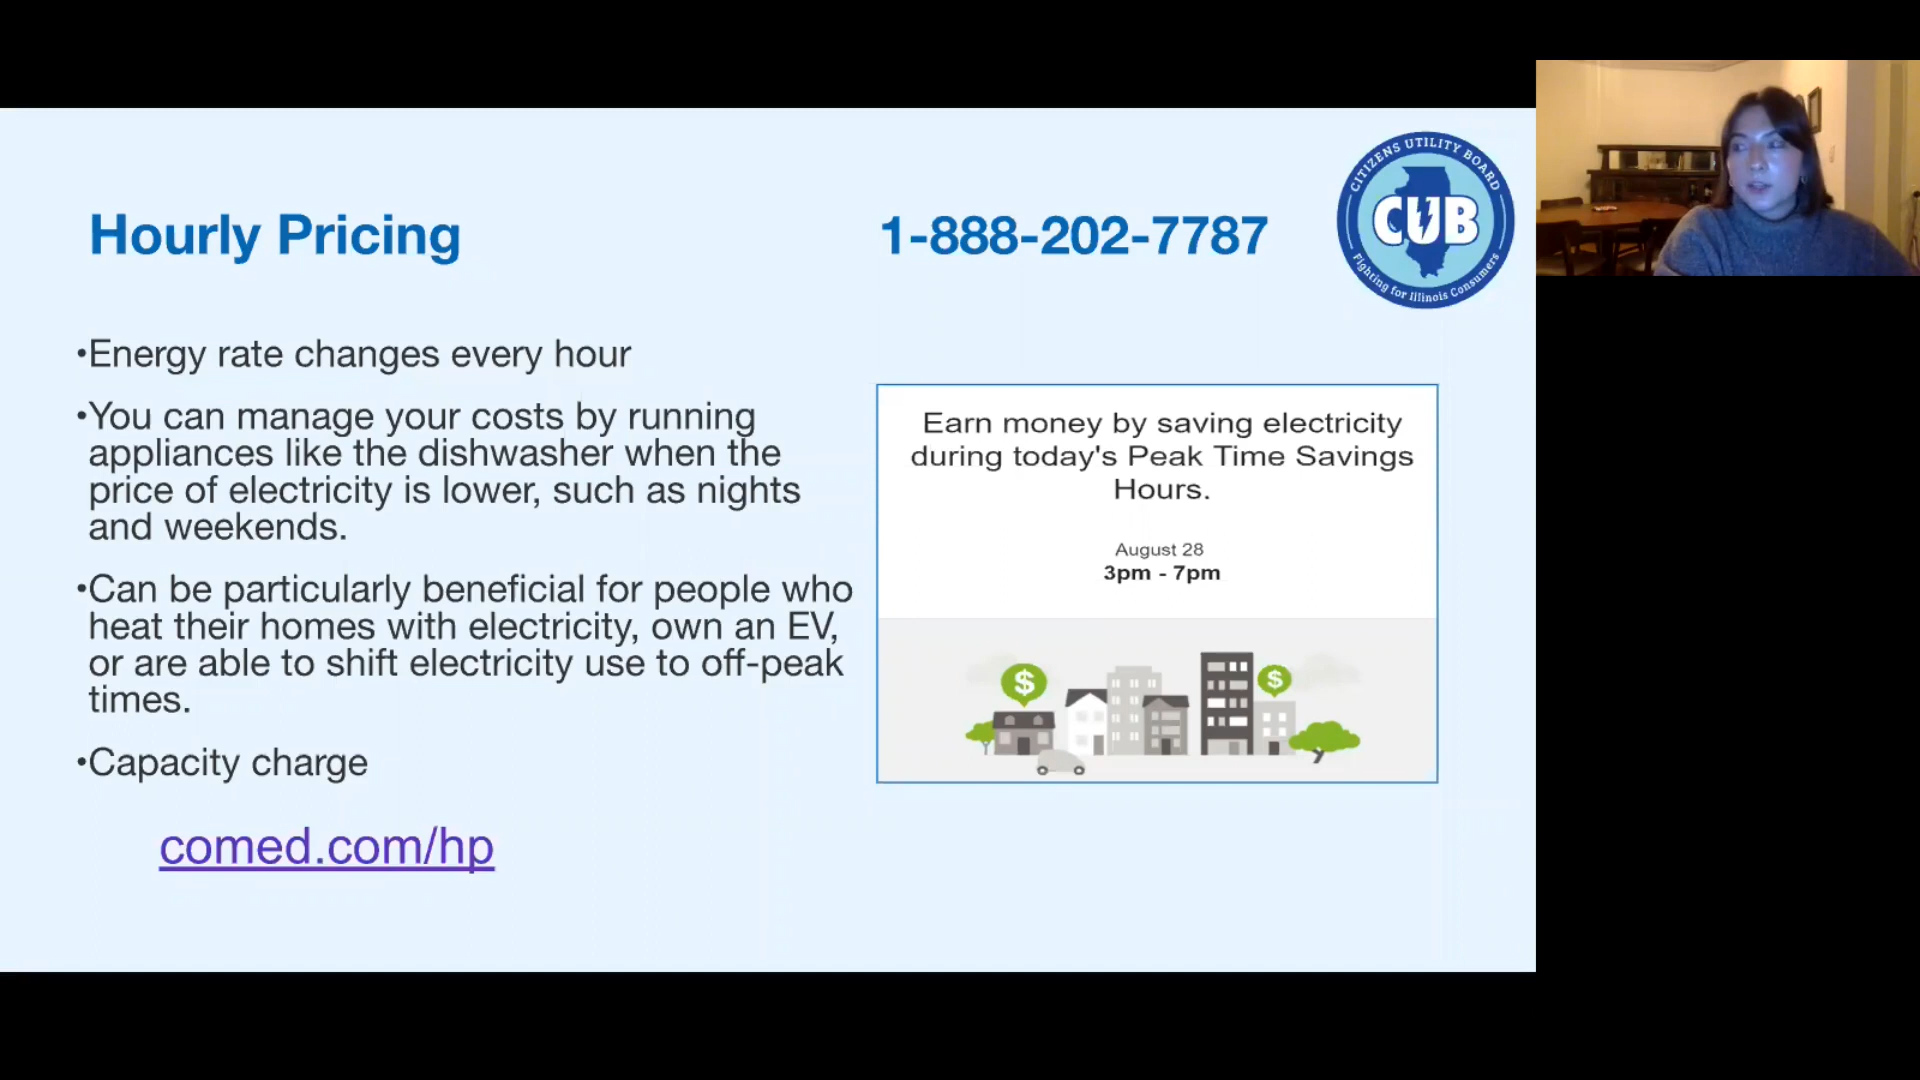 Hourly Pricing
1-888-202-7787
CITIZENS UTILITY BOARD
CUB
Fighting for Illinois Consumers
•Energy rate changes every hour
•You can manage your costs by running
appliances like the dishwasher when the
price of electricity is lower, such as nights
and weekends.
•Can be particularly beneficial for people who
heat their homes with electricity, own an EV,
or are able to shift electricity use to off-peak
times.
•Capacity charge
comed.com/hp
Earn money by saving electricity
during today's Peak Time Savings
Hours.
August 28
3pm - 7pm
$
$